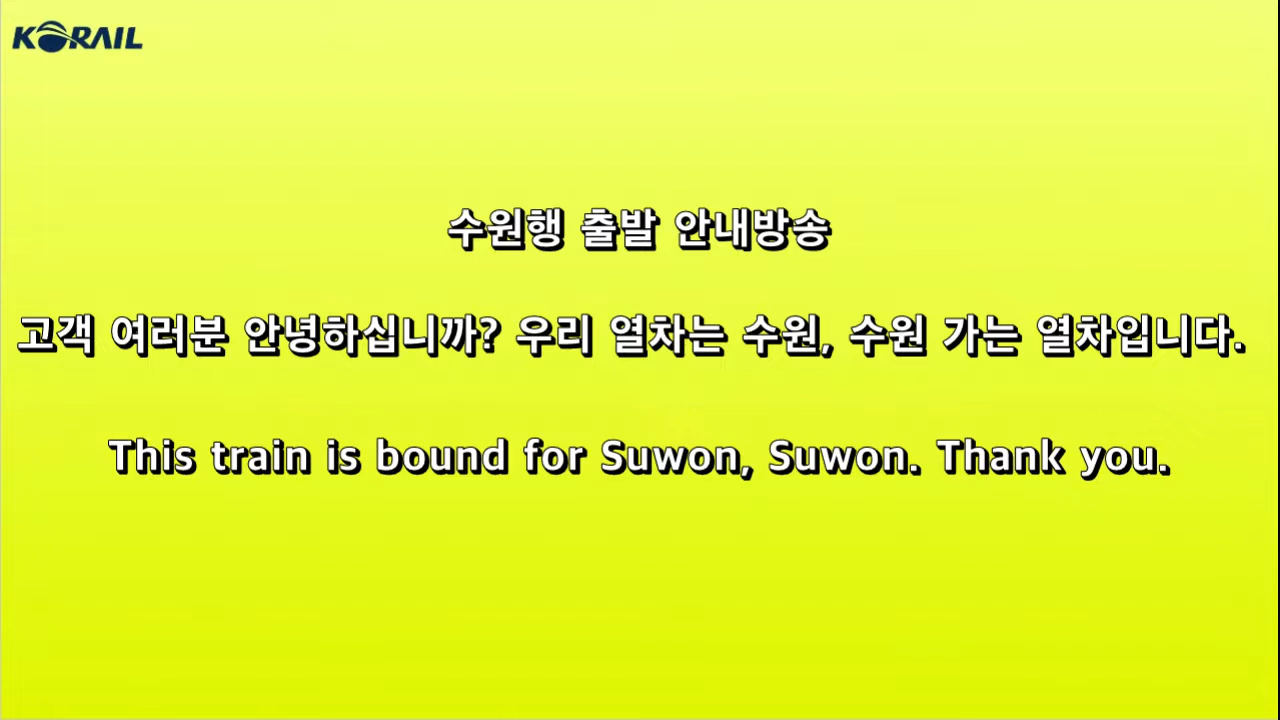 KORAIL
수원행 출발 안내방송
고객 여러분 안녕하십니까? 우리 열차는 수원, 수원 가는 열차입니다.
This train is bound for Suwon, Suwon. Thank you.